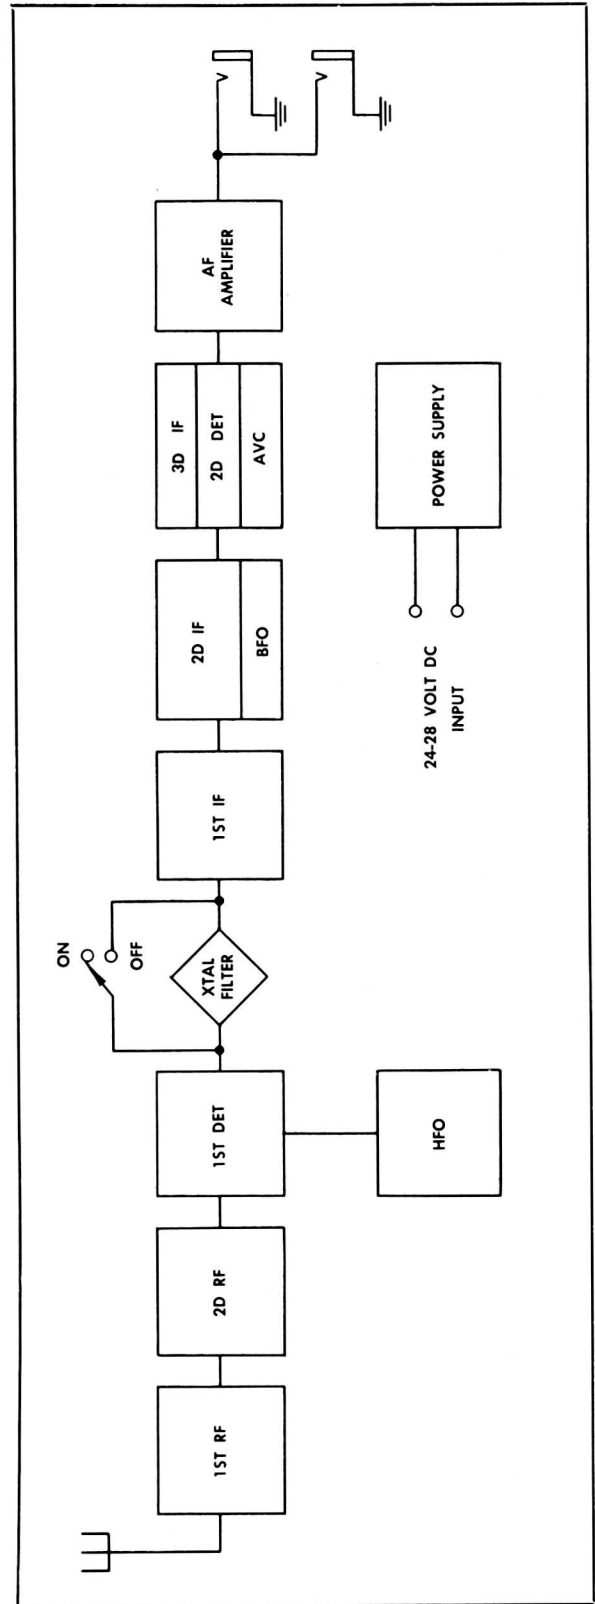 ON
OFF
1ST RF
2D RF
1ST DET
XTAL
FILTER
1ST IF
2D IF
BFO
3D IF
2D DET
AVC
AF
AMPLIFIER
HFO
24-28 VOLT DC
INPUT
POWER SUPPLY